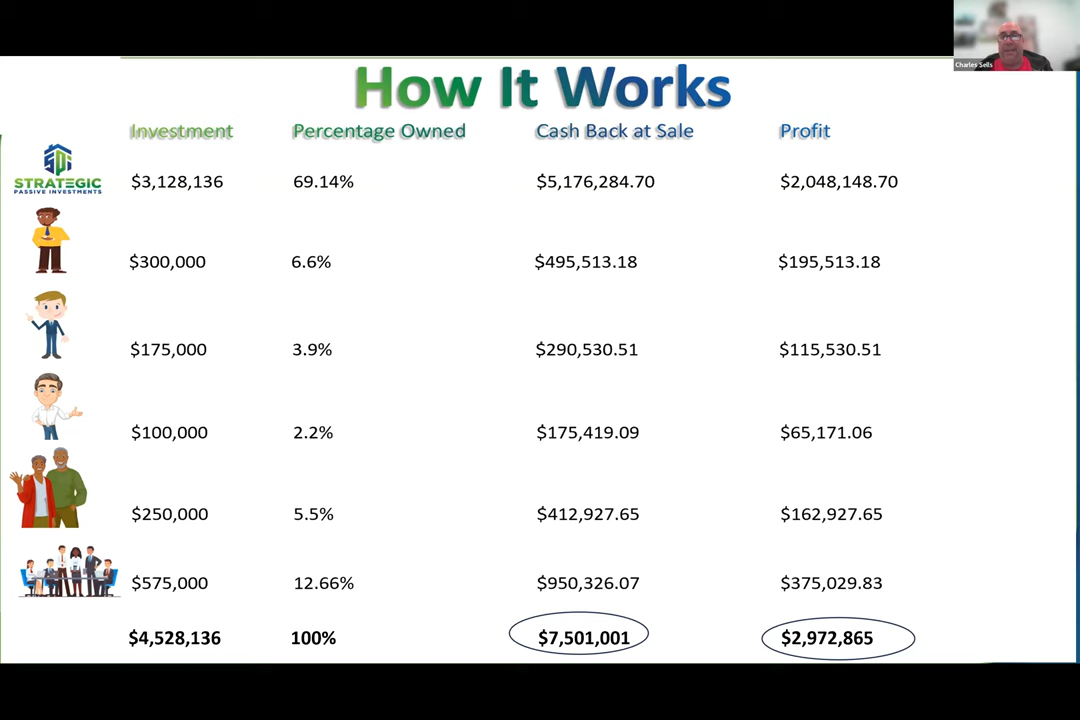 Charles Sells
How It Works
Investment Percentage Owned Cash Back at Sale Profit
SPI
STRATEGIC
PASSIVE INVESTMENTS
$3,128,136 69.14% $5,176,284.70 $2,048,148.70
$300,000 6.6% $495,513.18 $195,513.18
$175,000 3.9% $290,530.51 $115,530.51
$100,000 2.2% $175,419.09 $65,171.06
$250,000 5.5% $412,927.65 $162,927.65
$575,000 12.66% $950,326.07 $375,029.83
$4,528,136 100% $7,501,001 $2,972,865